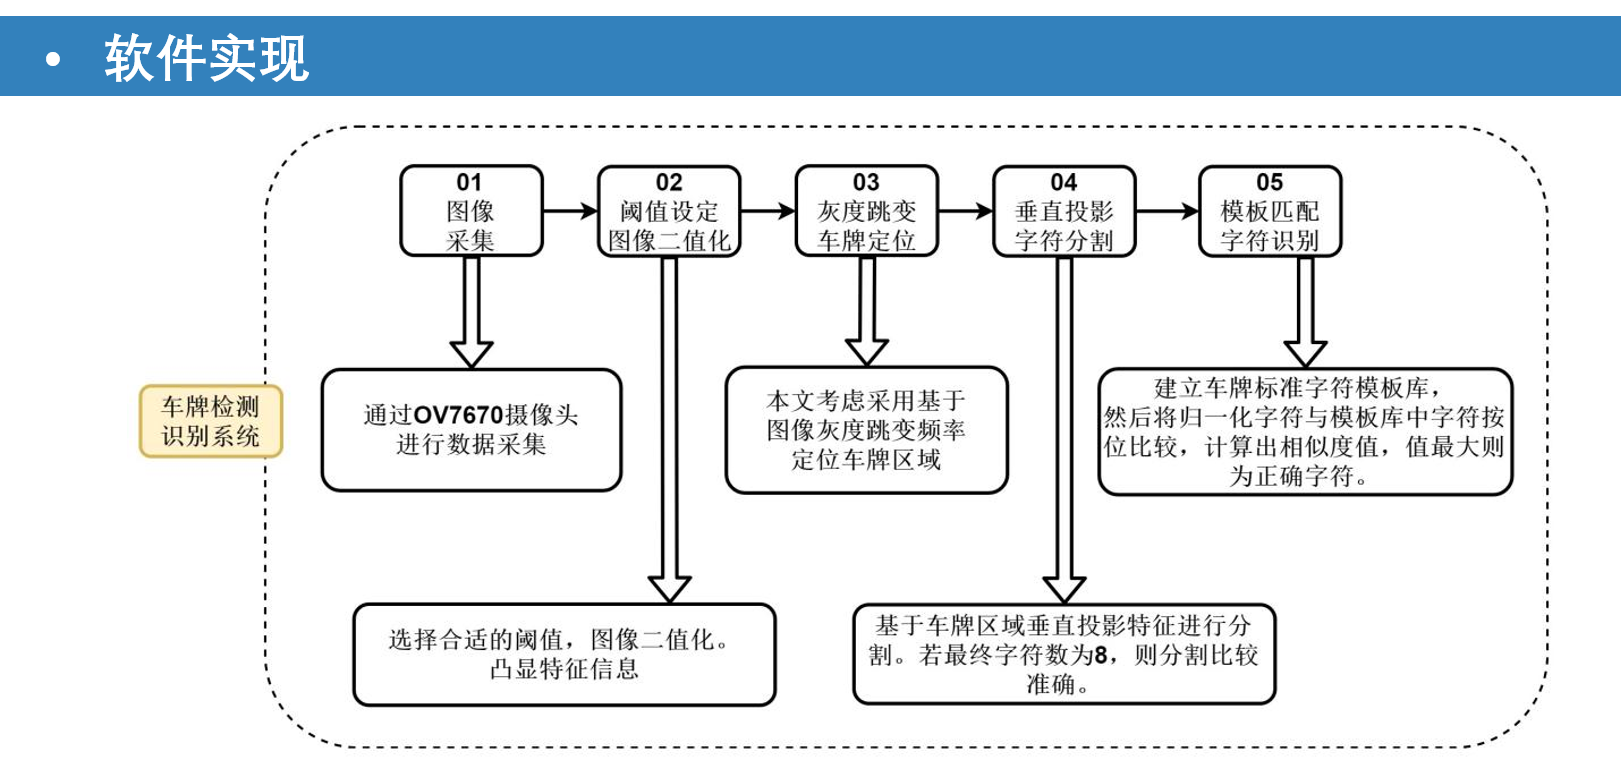 • 软件实现
01
图像
采集
02
阈值设定
图像二值化
03
灰度跳变
车牌定位
04
垂直投影
字符分割
05
模板匹配
字符识别
车牌检测
识别系统
通过OV7670摄像头
进行数据采集
本文考虑采用基于
图像灰度跳变频率
定位车牌区域
建立车牌标准字符模板库，
然后将归一化字符与模板库中字符按
位比较，计算出相似度值，值最大则
为正确字符。
选择合适的阈值，图像二值化。
凸显特征信息
基于车牌区域垂直投影特征进行分
割。若最终字符数为8，则分割比较
准确。